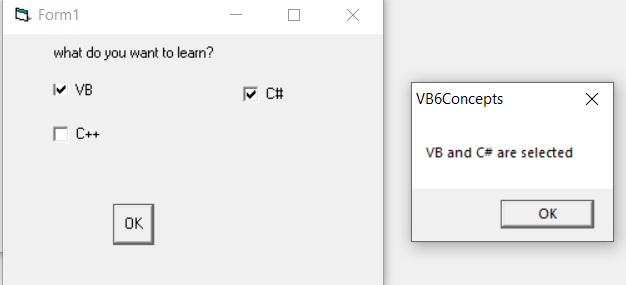 Form1
what do you want to learn?
VB
C#
C++
OK
VB6Concepts
VB and C# are selected
OK